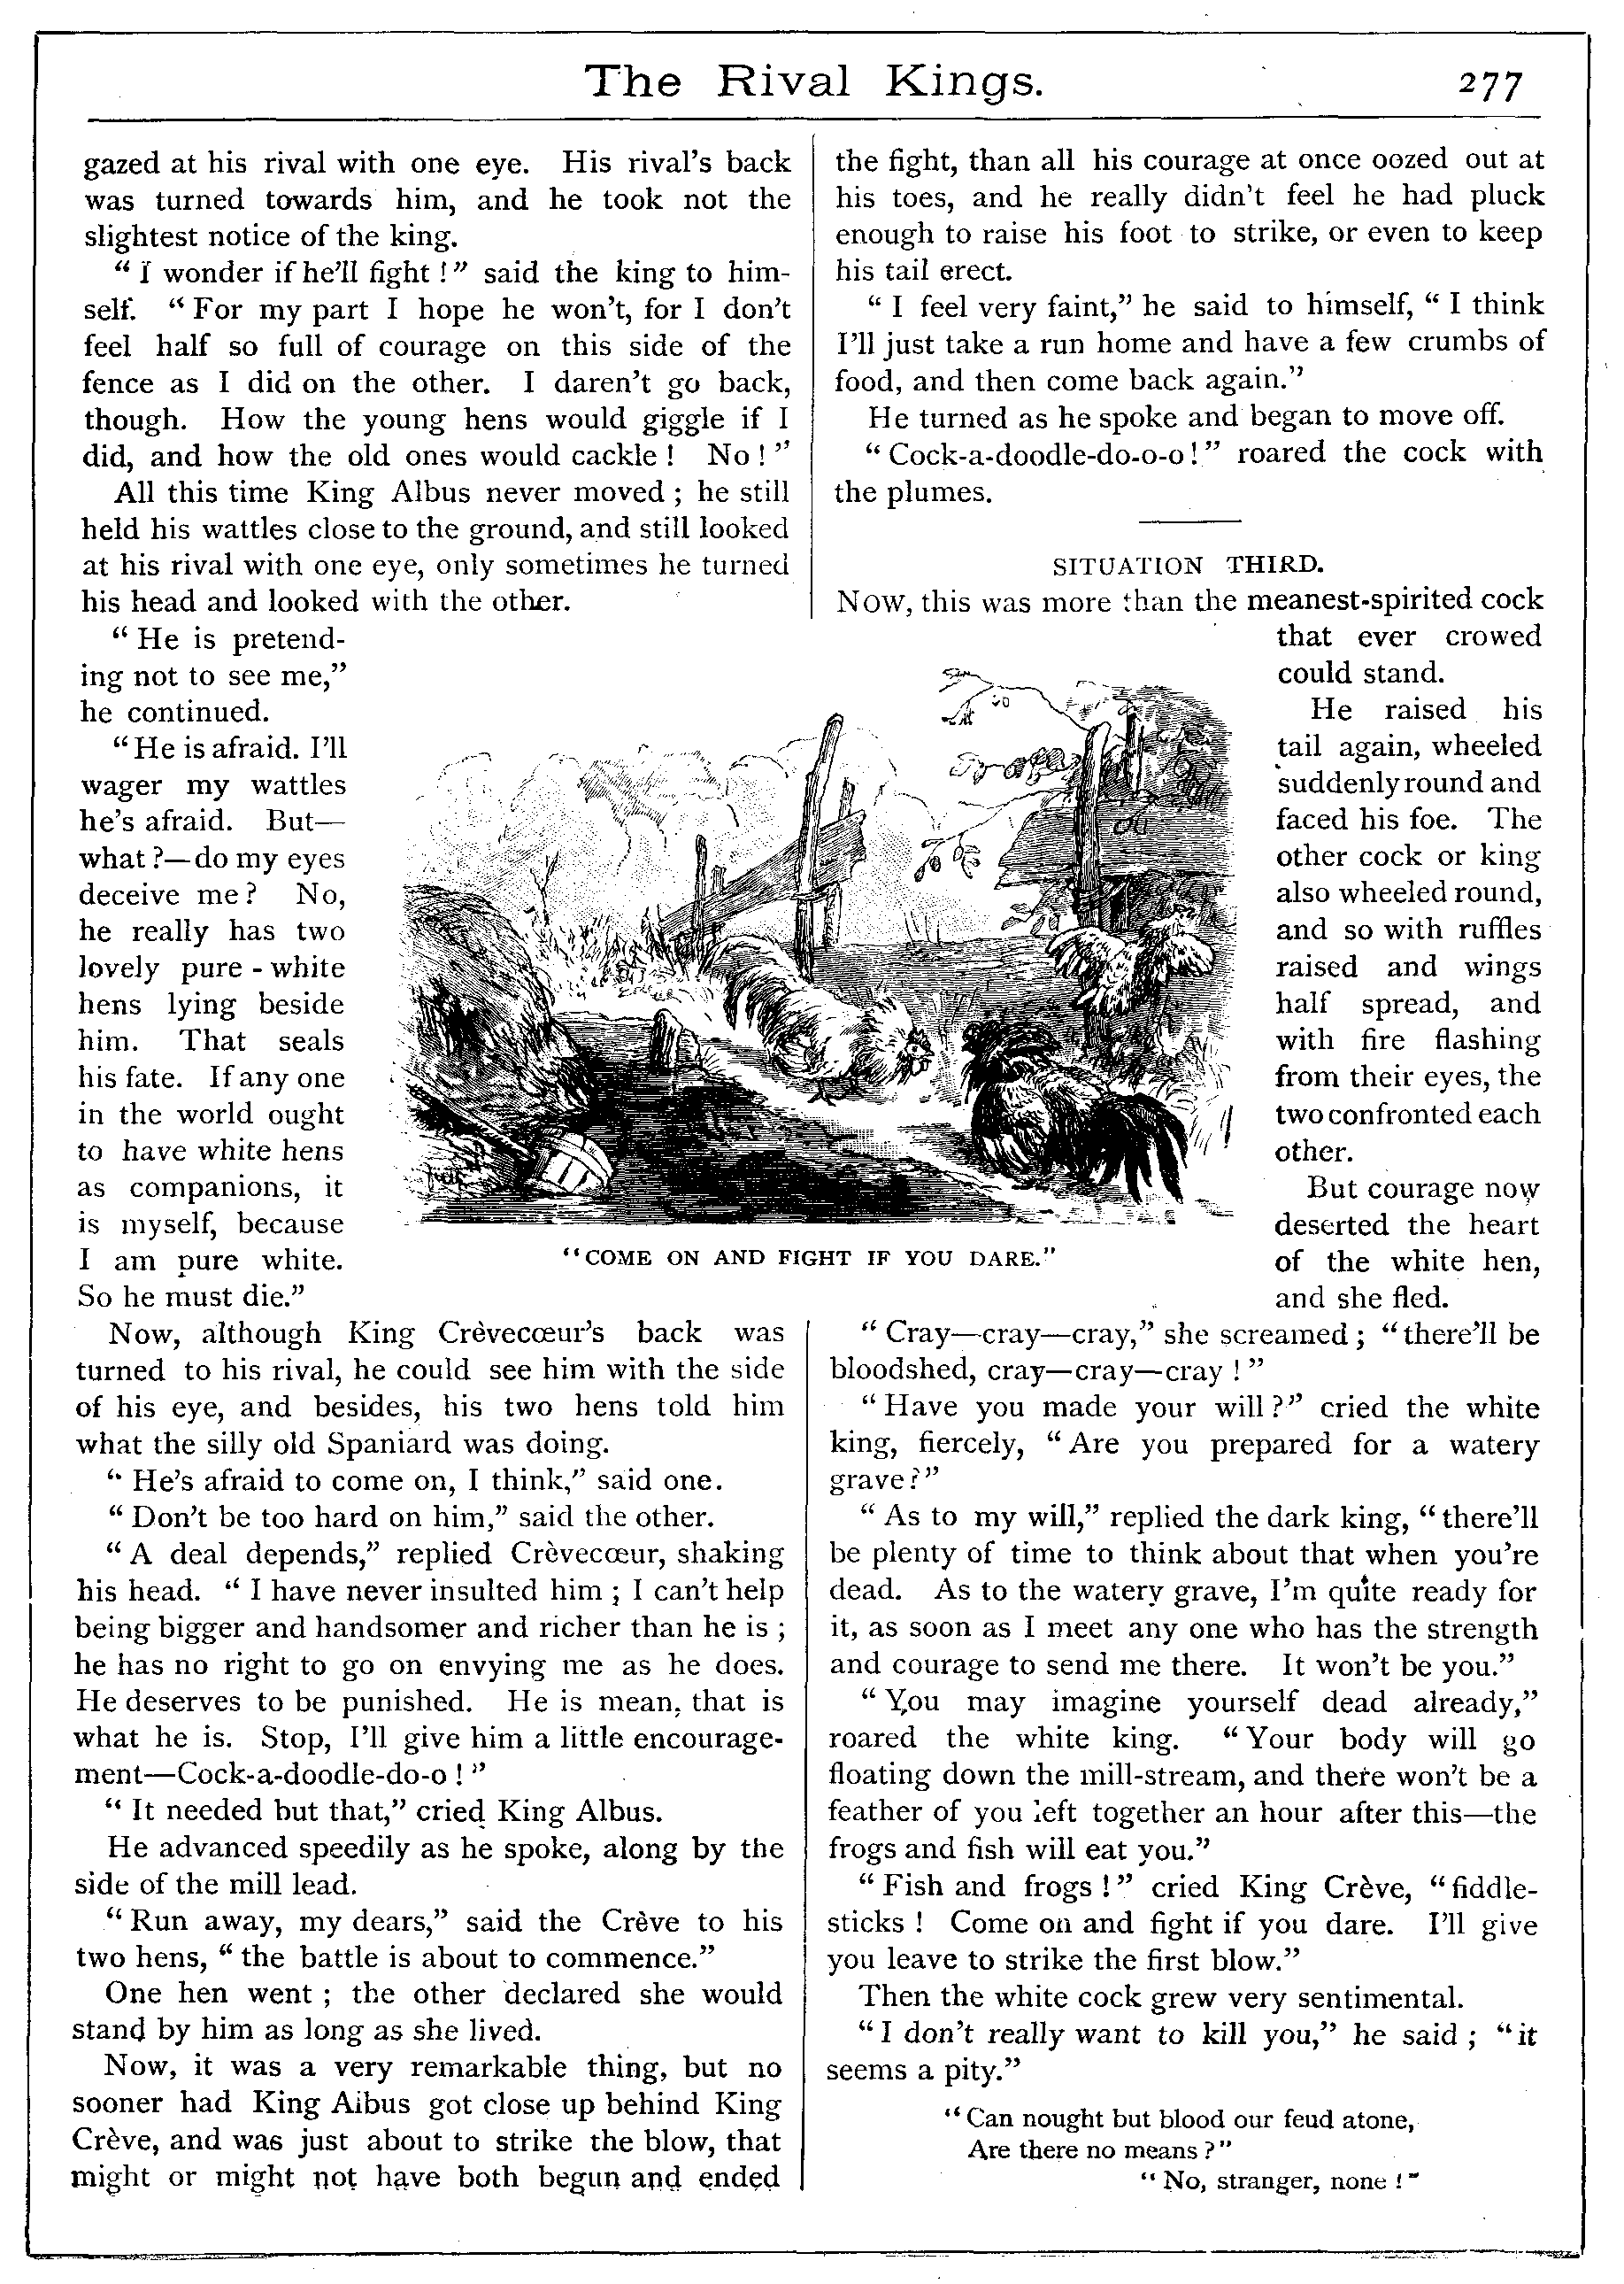 The Rival Kings.
277
gazed at his rival with one eye. His rival's back
was turned towards him, and he took not the
slightest notice of the king.
“I wonder if he'll fight!” said the king to him-
self. “For my part I hope he won't, for I don't
feel half so full of courage on this side of the
fence as I did on the other. I daren't go back,
though. How the young hens would giggle if I
did, and how the old ones would cackle! No!”
All this time King Albus never moved; he still
held his wattles close to the ground, and still looked
at his rival with one eye, only sometimes he turned
his head and looked with the other.
“He is pretend-
ing not to see me,”
he continued.
“He is afraid. I'll
wager my wattles
he's afraid. But—
what?—do my eyes
deceive me? No,
he really has two
lovely pure-white
hens lying beside
him. That seals
his fate. If any one
in the world ought
to have white hens
as companions, it
is myself, because
I am pure white.
So he must die.”
Now, although King Crèvecœur's back was
turned to his rival, he could see him with the side
of his eye, and besides, his two hens told him
what the silly old Spaniard was doing.
“He's afraid to come on, I think,” said one.
“Don't be too hard on him,” said the other.
“A deal depends,” replied Crèvecœur, shaking
his head. “I have never insulted him; I can't help
being bigger and handsomer and richer than he is;
he has no right to go on envying me as he does.
He deserves to be punished. He is mean, that is
what he is. Stop, I'll give him a little encourage-
ment—Cock-a-doodle-do-o!”
“It needed but that,” cried King Albus.
He advanced speedily as he spoke, along by the
side of the mill lead.
“Run away, my dears,” said the Crève to his
two hens, “the battle is about to commence.”
One hen went; the other declared she would
stand by him as long as she lived.
Now, it was a very remarkable thing, but no
sooner had King Albus got close up behind King
Crève, and was just about to strike the blow, that
might or might not have both begun and ended
the fight, than all his courage at once oozed out at
his toes, and he really didn't feel he had pluck
enough to raise his foot to strike, or even to keep
his tail erect.
“I feel very faint,” he said to himself, “I think
I'll just take a run home and have a few crumbs of
food, and then come back again.”
He turned as he spoke and began to move off.
“Cock-a-doodle-do-o-o!” roared the cock with
the plumes.
SITUATION THIRD.
NOW, this was more than the meanest-spirited cock
that ever crowed
could stand.
He raised his
tail again, wheeled
suddenly round and
faced his foe. The
other cock or king
also wheeled round,
and so with ruffles
raised and wings
half spread, and
with fire flashing
from their eyes, the
two confronted each
other.
But courage now
deserted the heart
of the white hen,
and she fled.
“COME ON AND FIGHT IF YOU DARE.”
“Cray—cray—cray,” she screamed; “there'll be
bloodshed, cray—cray—cray!”
“Have you made your will?” cried the white
king, fiercely, “Are you prepared for a watery
grave?”
“As to my will,” replied the dark king, “there'll
be plenty of time to think about that when you're
dead. As to the watery grave, I'm quite ready for
it, as soon as I meet any one who has the strength
and courage to send me there. It won't be you.”
“You may imagine yourself dead already,”
roared the white king. “Your body will go
floating down the mill-stream, and there won't be a
feather of you left together an hour after this—the
frogs and fish will eat you.”
“Fish and frogs!” cried King Crève, “fiddle-
sticks! Come on and fight if you dare. I'll give
you leave to strike the first blow.”
Then the white cock grew very sentimental.
“I don't really want to kill you,” he said; “it
seems a pity.”
“Can nought but blood our feud atone,
Are there no means?”
“No, stranger, none!”